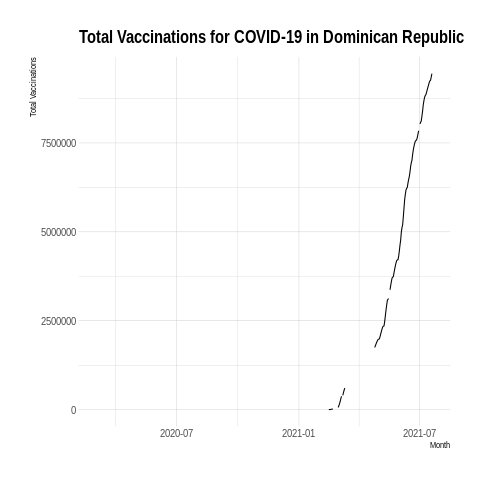 Total Vaccinations for COVID-19 in Dominican Republic
Total Vaccinations
7500000
5000000
2500000
0
2020-07
2021-01
2021-07
Month